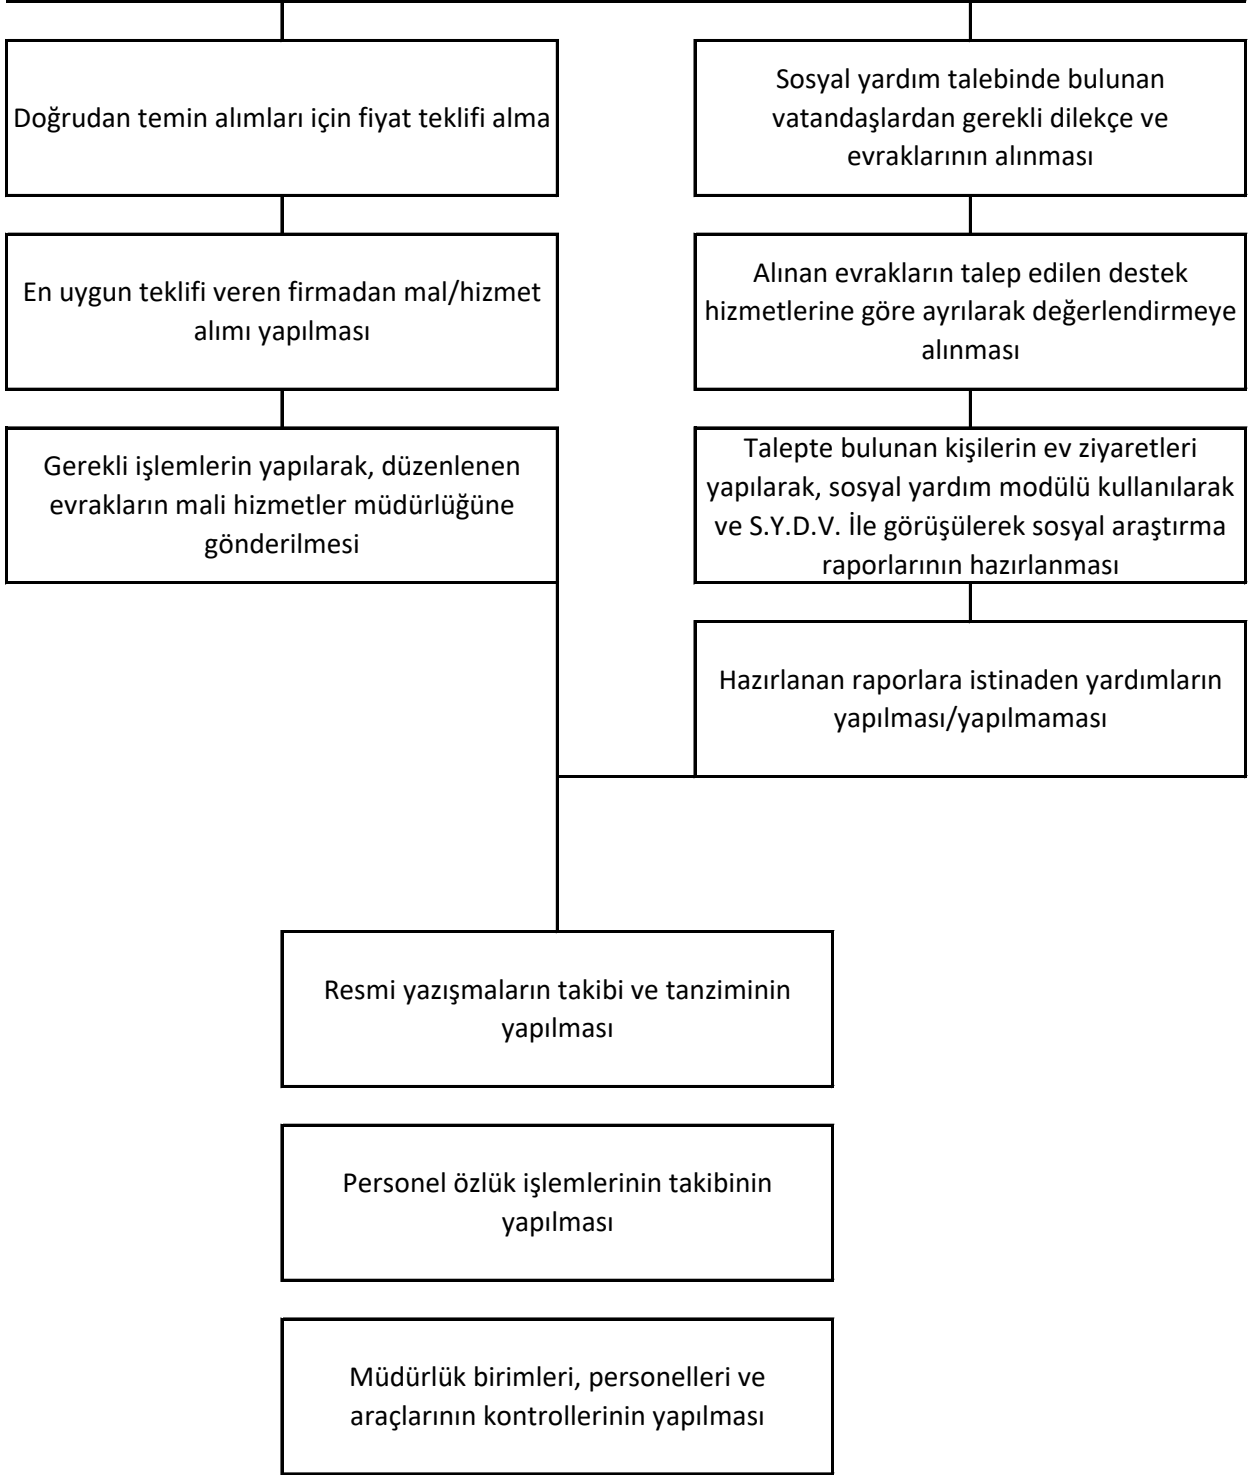 Doğrudan temin alımları için fiyat teklifi alma
En uygun teklifi veren firmadan mal/hizmet
alımı yapılması
Gerekli işlemlerin yapılarak, düzenlenen
evrakların mali hizmetler müdürlüğüne
gönderilmesi
Sosyal yardım talebinde bulunan
vatandaşlardan gerekli dilekçe ve
evraklarının alınması
Alınan evrakların talep edilen destek
hizmetlerine göre ayrılarak değerlendirmeye
alınması
Talepte bulunan kişilerin ev ziyaretleri
yapılarak, sosyal yardım modülü kullanılarak
ve S.Y.D.V. İle görüşülerek sosyal araştırma
raporlarının hazırlanması
Hazırlanan raporlara istinaden yardımların
yapılması/yapılmaması
Resmi yazışmaların takibi ve tanziminin
yapılması
Personel özlük işlemlerinin takibinin
yapılması
Müdürlük birimleri, personelleri ve
araçlarının kontrollerinin yapılması